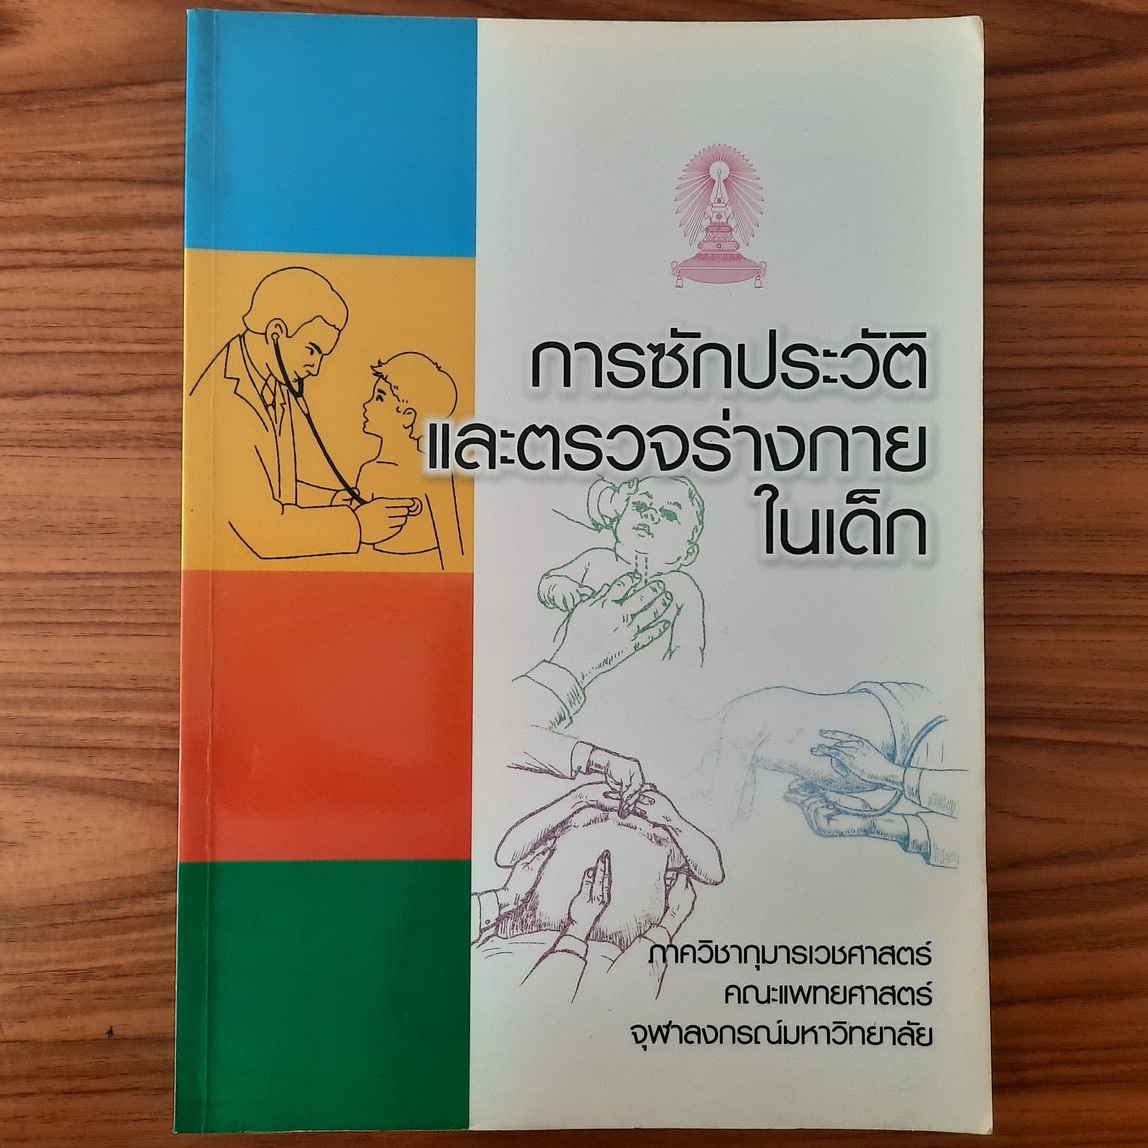 การซักประวัติ
และตรวจร่างกาย
ในเด็ก
ภาควิชากุมารเวชศาสตร์
คณะแพทยศาสตร์
จุฬาลงกรณ์มหาวิทยาลัย